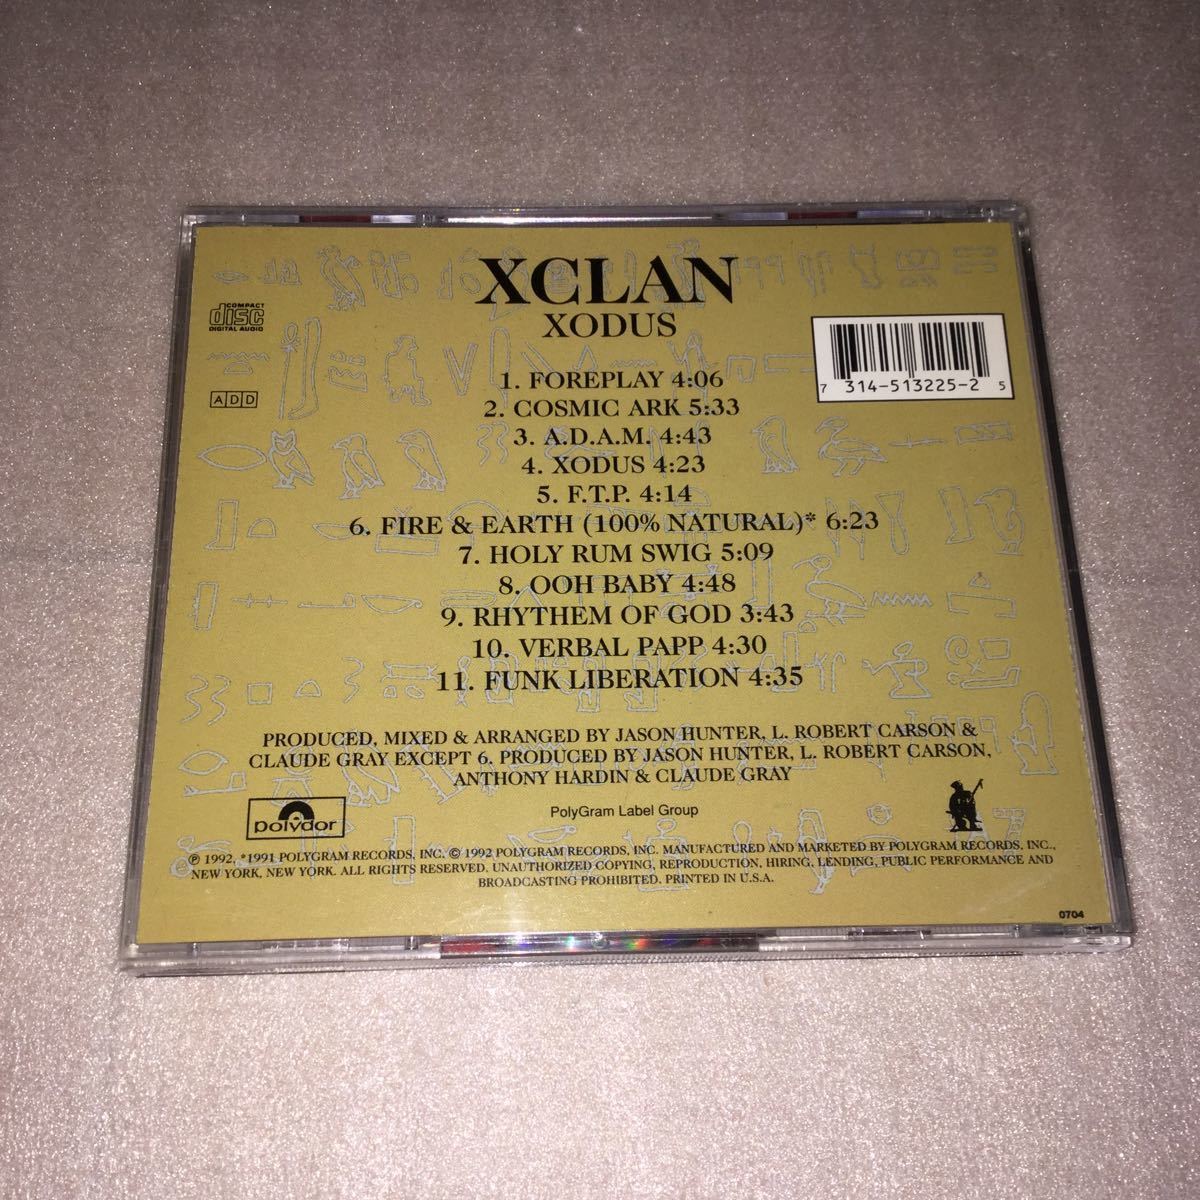 XCLAN
XODUS
COMPACT
disc
DIGITAL AUDIO
ADD
7 314-513225-2 5
1. FOREPLAY 4:06
2. COSMIC ARK 5:33
3. A.D.A.M. 4:43
4. XODUS 4:23
5. F.T.P. 4:14
6. FIRE & EARTH (100% NATURAL)* 6:23
7. HOLY RUM SWIG 5:09
8. OOH BABY 4:48
9. RHYTHEM OF GOD 3:43
10. VERBAL PAPP 4:30
11. FUNK LIBERATION 4:35
PRODUCED, MIXED & ARRANGED BY JASON HUNTER, L. ROBERT CARSON &
CLAUDE GRAY EXCEPT 6. PRODUCED BY JASON HUNTER, L. ROBERT CARSON,
ANTHONY HARDIN & CLAUDE GRAY
polydor
PolyGram Label Group
℗ 1992, *1991 POLYGRAM RECORDS, INC. © 1992 POLYGRAM RECORDS, INC. MANUFACTURED AND MARKETED BY POLYGRAM RECORDS, INC.,
NEW YORK, NEW YORK. ALL RIGHTS RESERVED. UNAUTHORIZED COPYING, REPRODUCTION, HIRING, LENDING, PUBLIC PERFORMANCE AND
BROADCASTING PROHIBITED. PRINTED IN U.S.A.
0704